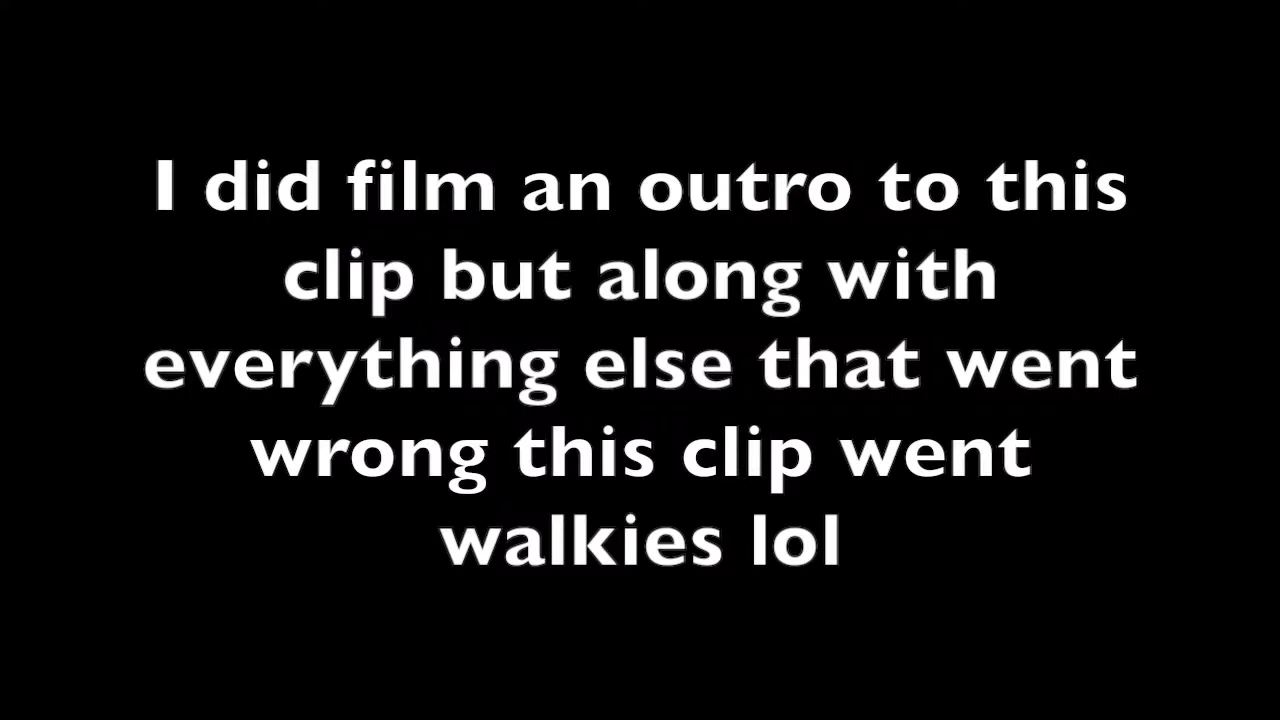 I did film an outro to this
clip but along with
everything else that went
wrong this clip went
walkies lol